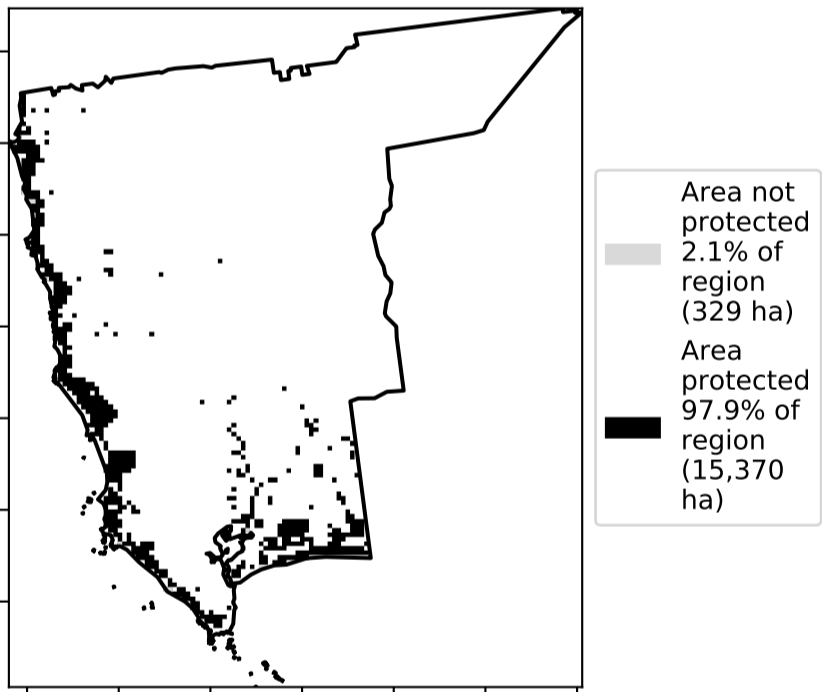 Area not
protected
2.1% of
region
(329 ha)
Area
protected
97.9% of
region
(15,370
ha)